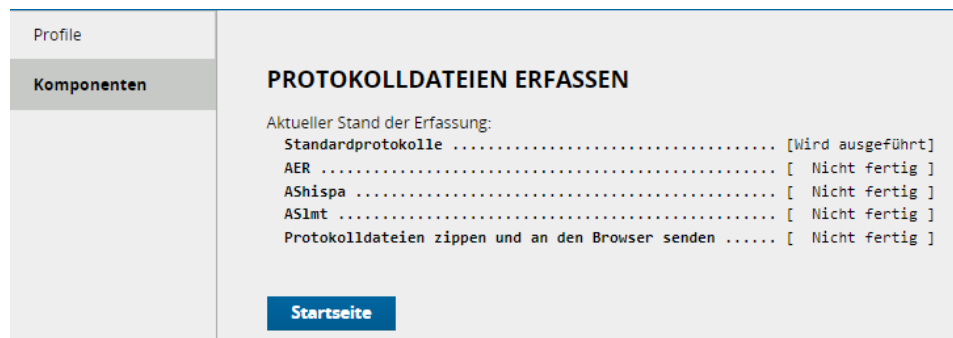 Profile
Komponenten
PROTOKOLLDATEIEN ERFASSEN
Aktueller Stand der Erfassung:
Standardprotokolle ..................................... [Wird ausgeführt]
AER .................................................... [ Nicht fertig ]
AShispa ................................................ [ Nicht fertig ]
ASlmt .................................................. [ Nicht fertig ]
Protokolldateien zippen und an den Browser senden ...... [ Nicht fertig ]
Startseite